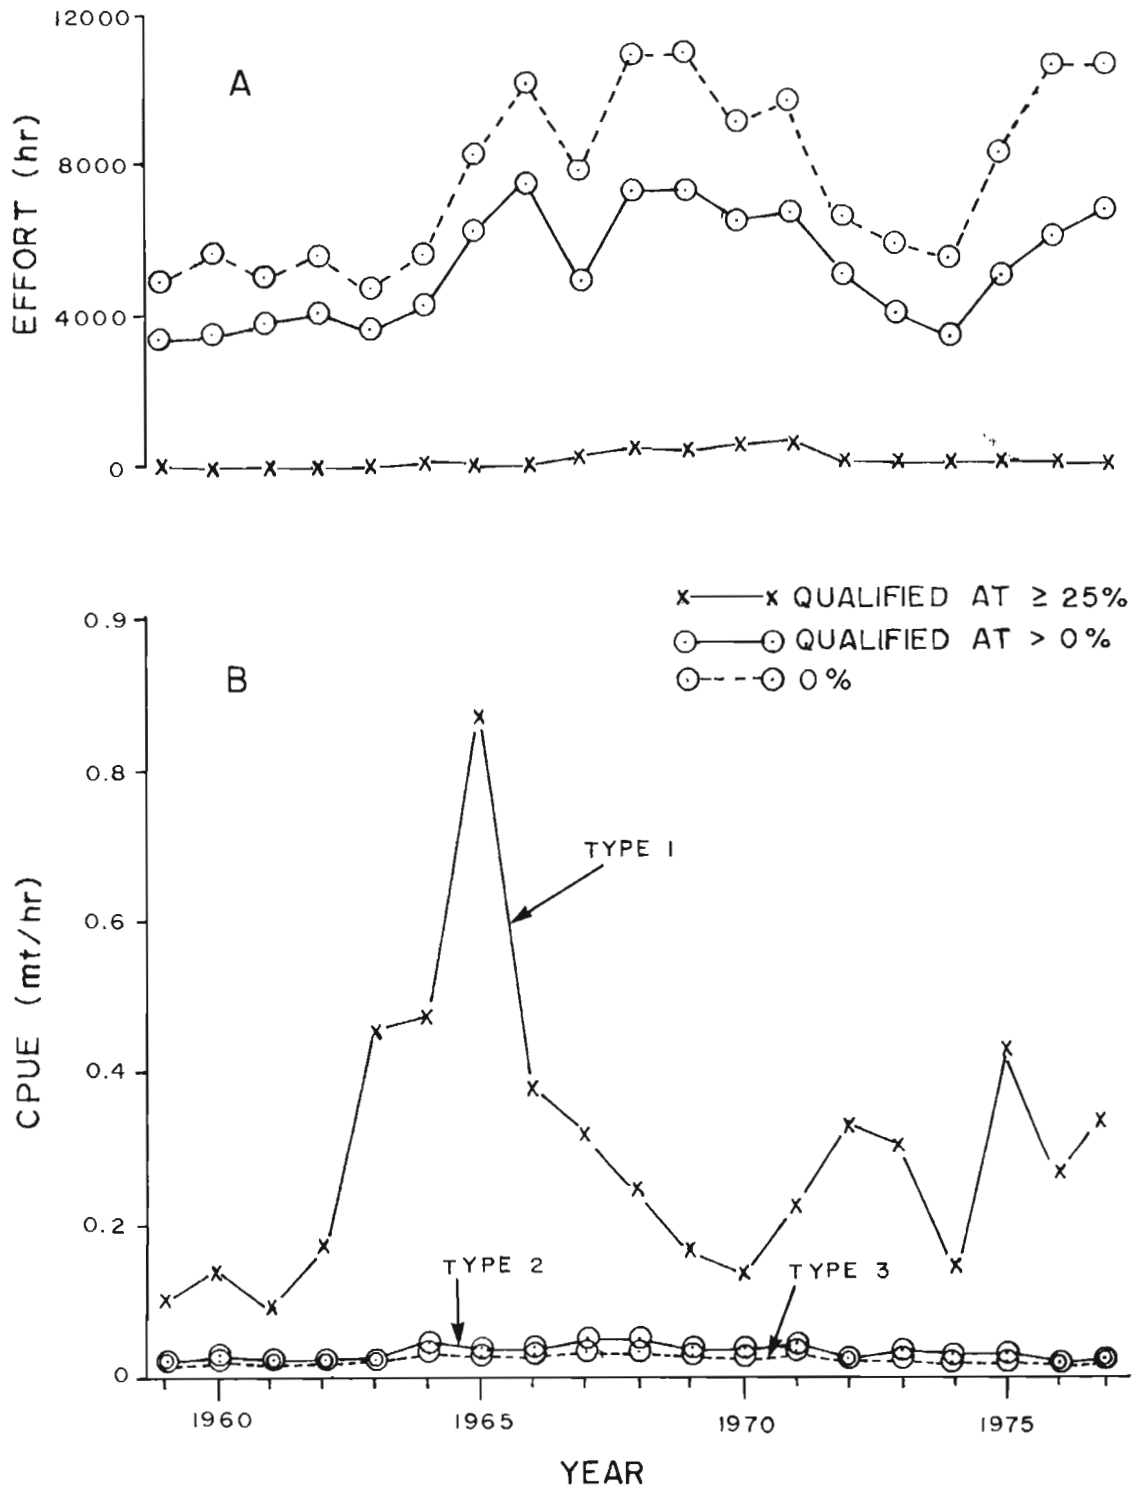 12000
A
8000
EFFORT (hr)
4000
0
x—x QUALIFIED AT ≥ 25%
QUALIFIED AT > 0%
0%
0.9
B
0.8
TYPE 1
0.6
CPUE (mt/hr)
0.4
0.2
TYPE 2
TYPE 3
0
1960 1965 1970 1975
YEAR